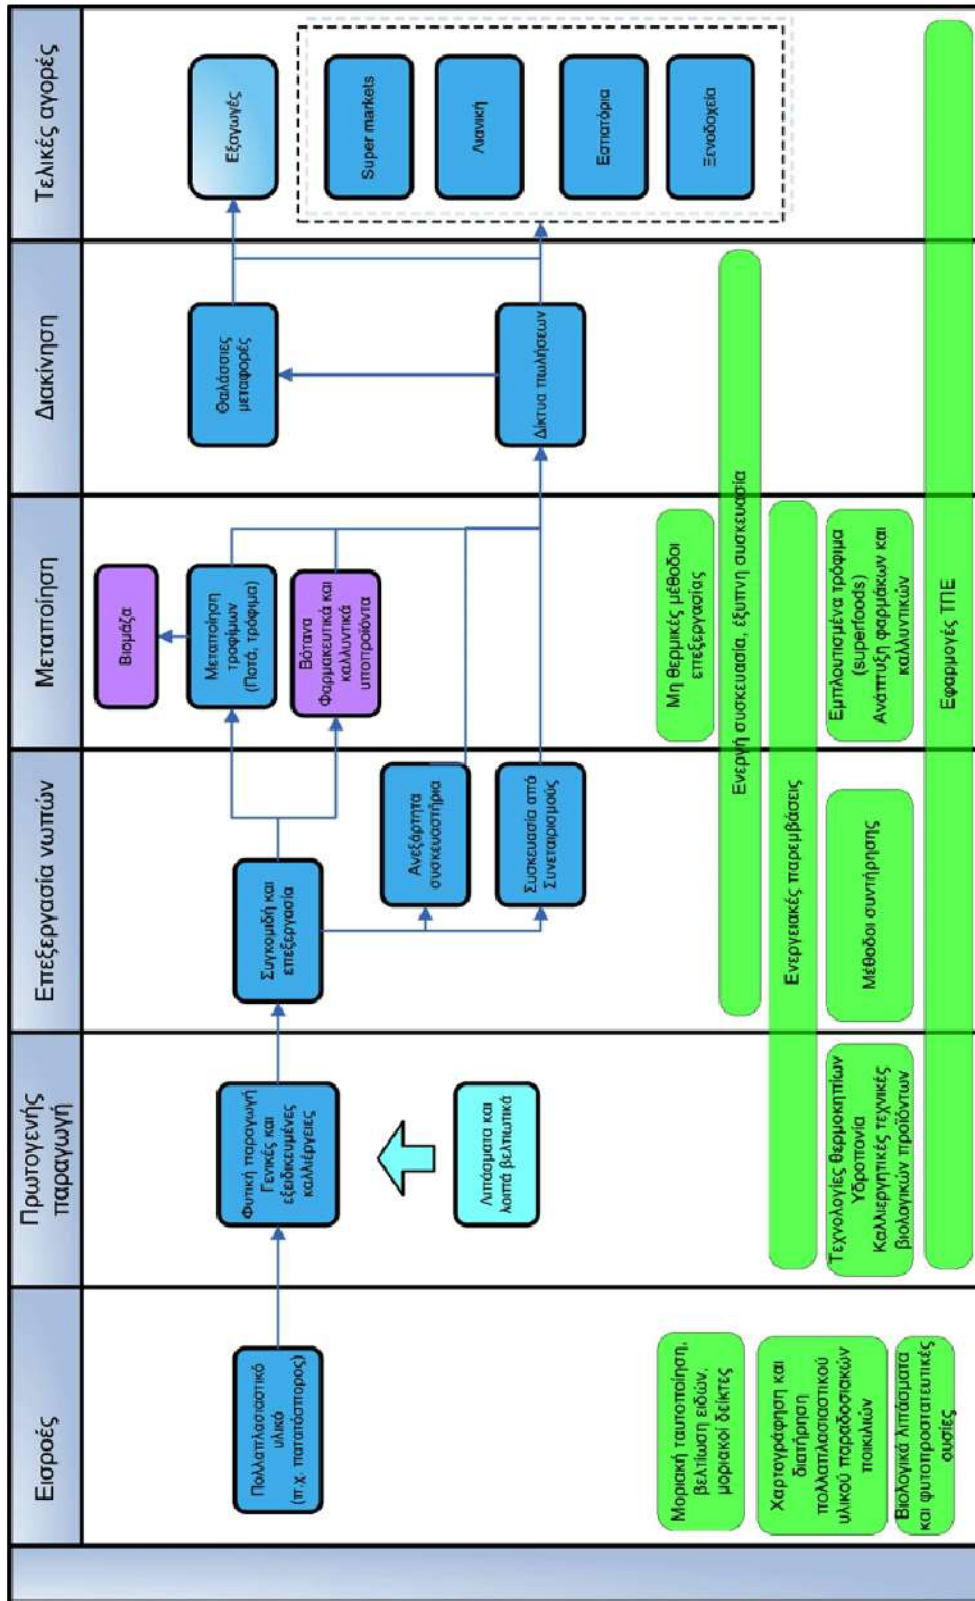 Εισροές
Πρωτογενής
παραγωγή
Επεξεργασία νωπών
Μεταποίηση
Διακίνηση
Τελικές αγορές
Πολλαπλασιαστικό
υλικό
(π.χ. πατατόσπορος)
Φυτική παραγωγή
Γενικές και
εξειδικευμένες
καλλιέργειες
Λιπάσματα και
λοιπά βελτιωτικά
Συγκομιδή και
επεξεργασία
Ανεξάρτητα
συσκευαστήρια
Συσκευασία από
Συνεταιρισμούς
Βιομάζα
Μεταποίηση
τροφίμων
(Ποτά, τρόφιμα)
Βότανα
Φαρμακευτικά και
καλλυντικά
υποπροϊόντα
Θαλάσσιες
μεταφορές
Δίκτυα πωλήσεων
Εξαγωγές
Super markets
Λιανική
Εστιατόρια
Ξενοδοχεία
Μοριακή ταυτοποίηση,
βελτίωση ειδών,
μοριακοί δείκτες
Χαρτογράφηση και
διατήρηση
πολλαπλασιαστικού
υλικού παραδοσιακών
ποικιλιών
Βιολογικά λιπάσματα
και φυτοπροστατευτικές
ουσίες
Μη θερμικές μέθοδοι
επεξεργασίας
Ενεργή συσκευασία, έξυπνη συσκευασία
Ενεργειακές παρεμβάσεις
Τεχνολογίες θερμοκηπίων
Υδροπονία
Καλλιεργητικές τεχνικές
βιολογικών προϊόντων
Μέθοδοι συντήρησης
Εμπλουτισμένα τρόφιμα
(superfoods)
Ανάπτυξη φαρμάκων και
καλλυντικών
Εφαρμογές ΤΠΕ